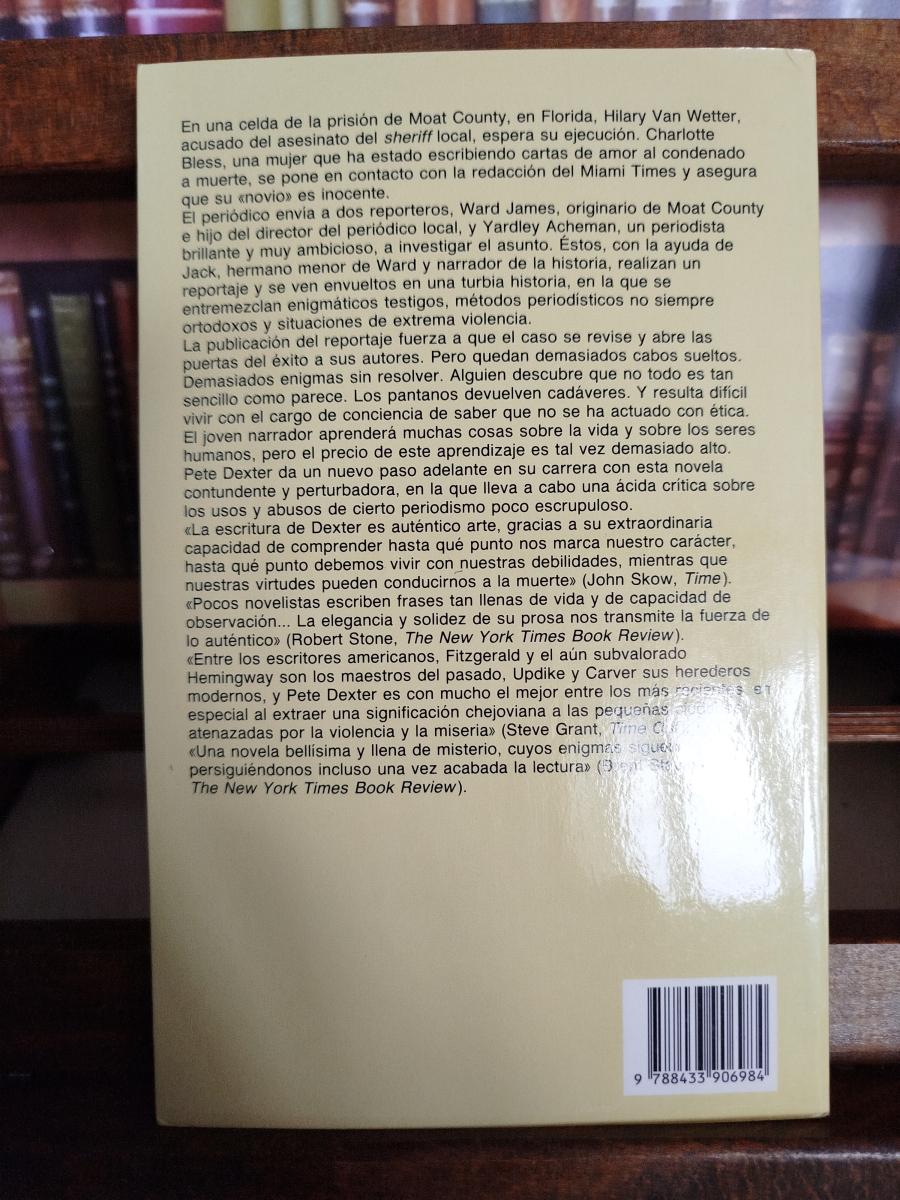 En una celda de la prisión de Moat County, en Florida, Hilary Van Wetter,
acusado del asesinato del sheriff local, espera su ejecución. Charlotte
Bless, una mujer que ha estado escribiendo cartas de amor al condenado
a muerte, se pone en contacto con la redacción del Miami Times y asegura
que su «novio» es inocente.
El periódico envía a dos reporteros, Ward James, originario de Moat County
e hijo del director del periódico local, y Yardley Acheman, un periodista
brillante y muy ambicioso, a investigar el asunto. Éstos, con la ayuda de
Jack, hermano menor de Ward y narrador de la historia, realizan un
reportaje y se ven envueltos en una turbia historia, en la que se
entremezclan enigmáticos testigos, métodos periodísticos no siempre
ortodoxos y situaciones de extrema violencia.
La publicación del reportaje fuerza a que el caso se revise y abre las
puertas del éxito a sus autores. Pero quedan demasiados cabos sueltos.
Demasiados enigmas sin resolver. Alguien descubre que no todo es tan
sencillo como parece. Los pantanos devuelven cadáveres. Y resulta difícil
vivir con el cargo de conciencia de saber que no se ha actuado con ética.
El joven narrador aprenderá muchas cosas sobre la vida y sobre los seres
humanos, pero el precio de este aprendizaje es tal vez demasiado alto.
Pete Dexter da un nuevo paso adelante en su carrera con esta novela
contundente y perturbadora, en la que lleva a cabo una ácida crítica sobre
los usos y abusos de cierto periodismo poco escrupuloso.
«La escritura de Dexter es auténtico arte, gracias a su extraordinaria
capacidad de comprender hasta qué punto nos marca nuestro carácter,
hasta qué punto debemos vivir con nuestras debilidades, mientras que
nuestras virtudes pueden conducirnos a la muerte» (John Skow, Time).
«Pocos novelistas escriben frases tan llenas de vida y de capacidad de
observación... La elegancia y solidez de su prosa nos transmite la fuerza de
lo auténtico» (Robert Stone, The New York Times Book Review).
«Entre los escritores americanos, Fitzgerald y el aún subvalorado
Hemingway son los maestros del pasado, Updike y Carver sus herederos
modernos, y Pete Dexter es con mucho el mejor entre los más recientes, en
especial al extraer una significación chejoviana a las pequeñas
atenazadas por la violencia y la miseria» (Steve Grant, Time
«Una novela bellísima y llena de misterio, cuyos enigmas siguen
persiguiéndonos incluso una vez acabada la lectura»
The New York Times Book Review).
9 788433 906984